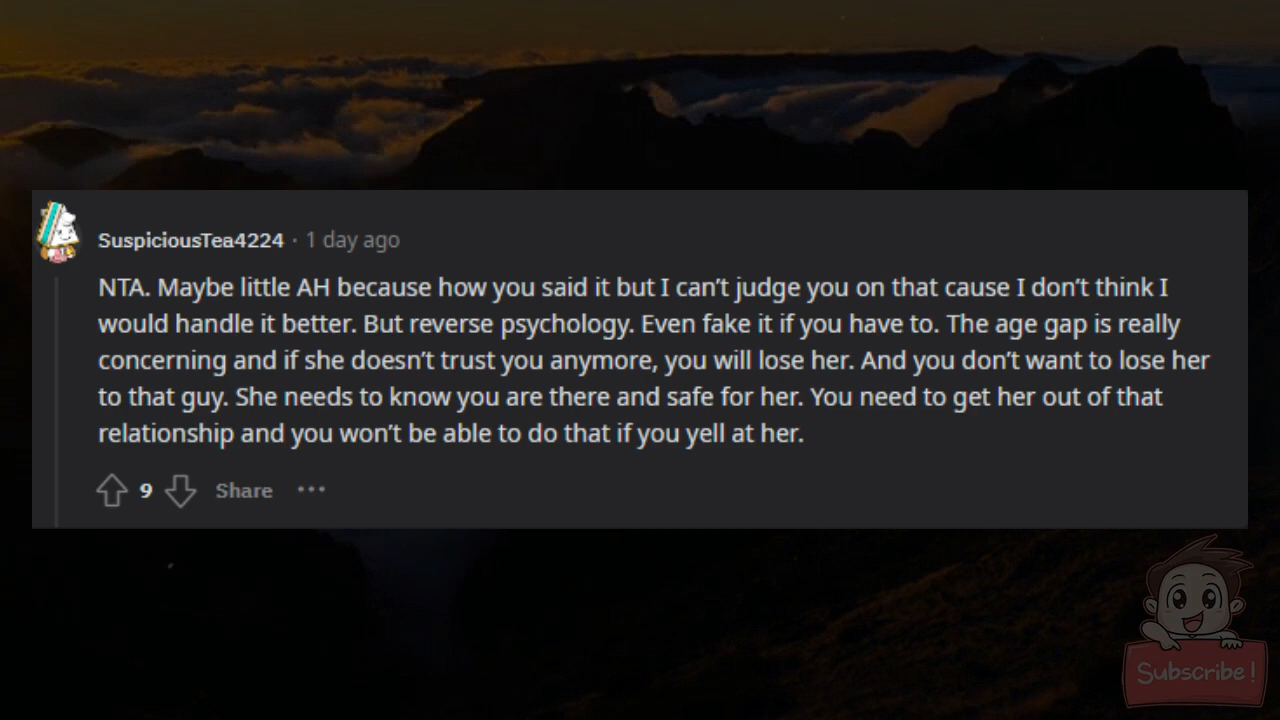 SuspiciousTea4224 · 1 day ago
NTA. Maybe little AH because how you said it but I can’t judge you on that cause I don’t think I
would handle it better. But reverse psychology. Even fake it if you have to. The age gap is really
concerning and if she doesn’t trust you anymore, you will lose her. And you don’t want to lose her
to that guy. She needs to know you are there and safe for her. You need to get her out of that
relationship and you won’t be able to do that if you yell at her.
9 Share ···
Subscribe!